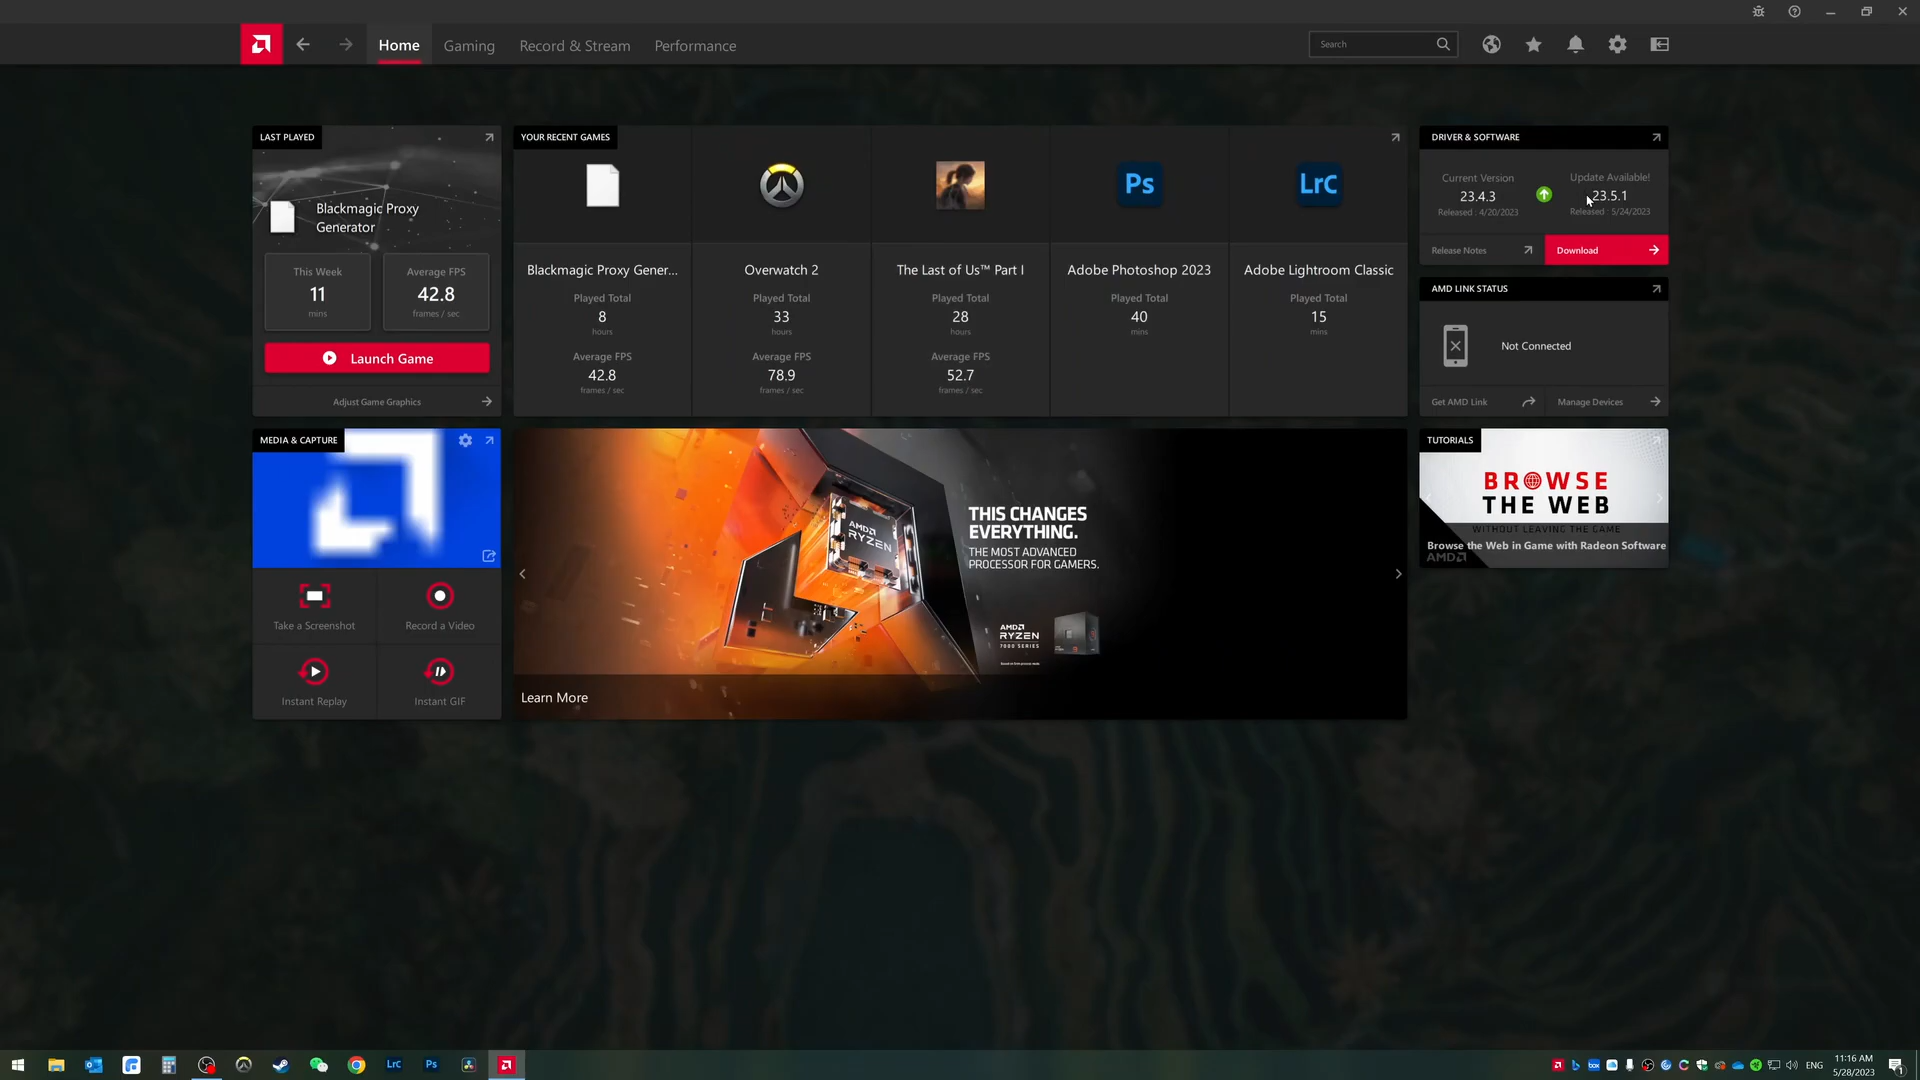 Home
Gaming
Record & Stream
Performance
Search
LAST PLAYED
Blackmagic Proxy
Generator
This Week
11
mins
Average FPS
42.8
frames / sec
Launch Game
Adjust Game Graphics
YOUR RECENT GAMES
Ps
LrC
Blackmagic Proxy Gener...
Overwatch 2
The Last of Us™ Part I
Adobe Photoshop 2023
Adobe Lightroom Classic
Played Total
8
hours
Average FPS
42.8
frames / sec
Played Total
33
hours
Average FPS
78.9
frames / sec
Played Total
28
hours
Average FPS
52.7
frames / sec
Played Total
40
mins
Played Total
15
mins
DRIVER & SOFTWARE
Current Version
23.4.3
Released : 4/20/2023
Update Available!
23.5.1
Released : 5/24/2023
Release Notes
Download
AMD LINK STATUS
Not Connected
Get AMD Link
Manage Devices
MEDIA & CAPTURE
Take a Screenshot
Record a Video
Instant Replay
Instant GIF
AMD
RYZEN
THIS CHANGES
EVERYTHING.
THE MOST ADVANCED
PROCESSOR FOR GAMERS.
AMD
RYZEN
7000 SERIES
Learn More
TUTORIALS
BROWSE
THE WEB
WITHOUT LEAVING THE GAME
Browse the Web in Game with Radeon Software
AMD
LrC
Ps
ENG
11:16 AM
5/28/2023